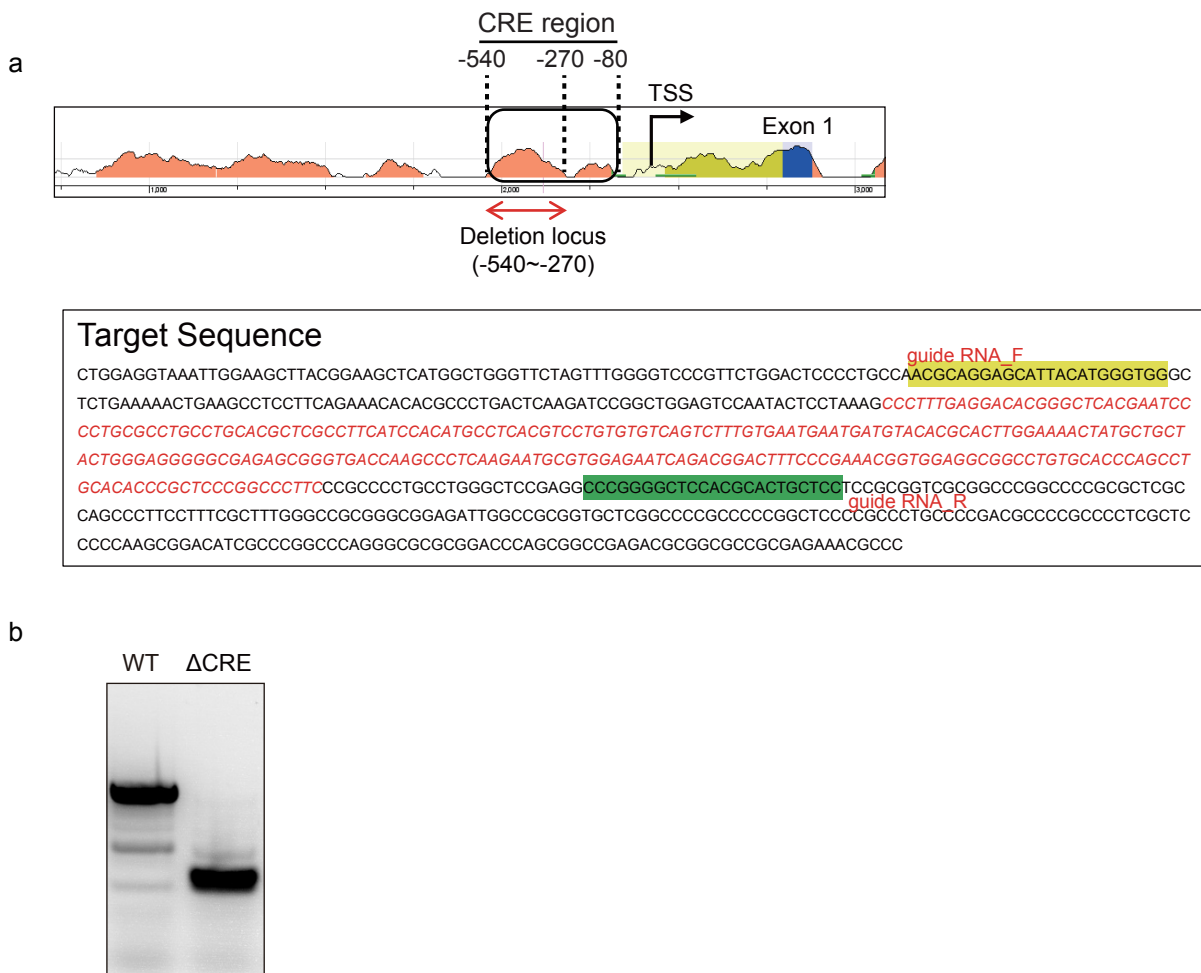 a
CRE region
-540 -270 -80
TSS
Exon 1
1,000 2,000 3,000
Deletion locus
(-540~-270)
Target Sequence
guide RNA_F
CTGGAGGTAAATTGGAAGCTTACGGAAGCTCATGGCTGGGTTCTAGTTTGGGGTCCCGTTCTGGACTCCCCTGCCAACGCAGGAGCATTACATGGGTGGGC
TCTGAAAAACTGAAGCCTCCTTCAGAAACACACGCCCTGACTCAAGATCCGGCTGGAGTCCAATACTCCTAAAGCCCTTTGAGGACACGGGCTCACGAATCC
CCTGCGCCTGCCTGCACGCTCGCCTTCATCCACATGCCTCACGTCCTGTGTGTCAGTCTTTGTGAATGAATGATGTACACGCACTTGGAAAACTATGCTGCT
ACTGGGAGGGGGCGAGAGCGGGTGACCAAGCCCTCAAGAATGCGTGGAGAATCAGACGGACTTTCCCGAAACGGTGGAGGCGGCCTGTGCACCCAGCCT
GCACACCCGCTCCCGGCCCTTCCCGCCCCTGCCTGGGCTCCGAGGCCCGGGGCTCCACGCACTGCTCCTCCGCGGTCGCGGCCCGGCCCCGCGCTCGC
guide RNA_R
CAGCCCTTCCTTTCGCTTTGGGCCGCGGGCGGAGATTGGCCGCGGTGCTCGGCCCCGCCCCCGGCTCCCCGCCCTGCCCCGACGCCCCGCCCCTCGCTC
CCCCAAGCGGACATCGCCCGGCCCAGGGCGCGCGGACCCAGCGGCCGAGACGCGGCGCCGCGAGAAACGCCC
b
WT ΔCRE